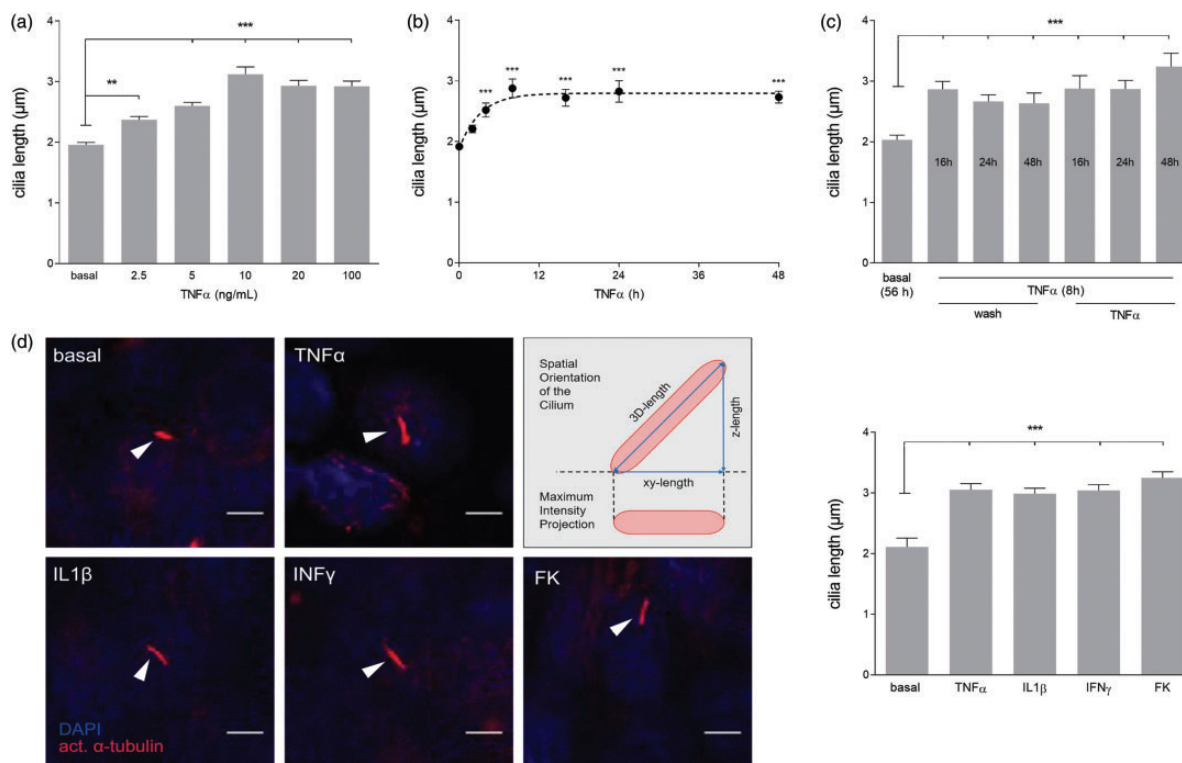 (a)
4
3
2
1
0
cilia length (µm)
**
***
basal
2.5
5
10
20
100
TNFα (ng/mL)
(b)
4
3
2
1
0
cilia length (µm)
***
***
***
***
***
0
12
24
36
48
TNFα (h)
(c)
4
3
2
1
0
cilia length (µm)
***
16h
24h
48h
16h
24h
48h
basal
(56 h)
TNFα (8h)
wash
TNFα
(d)
basal
TNFα
Spatial
Orientation
of the
Cilium
3D-length
z-length
xy-length
Maximum
Intensity
Projection
IL1β
INFγ
FK
DAPI
act. α-tubulin
4
3
2
1
0
cilia length (µm)
***
basal
TNFα
IL1β
IFNγ
FK